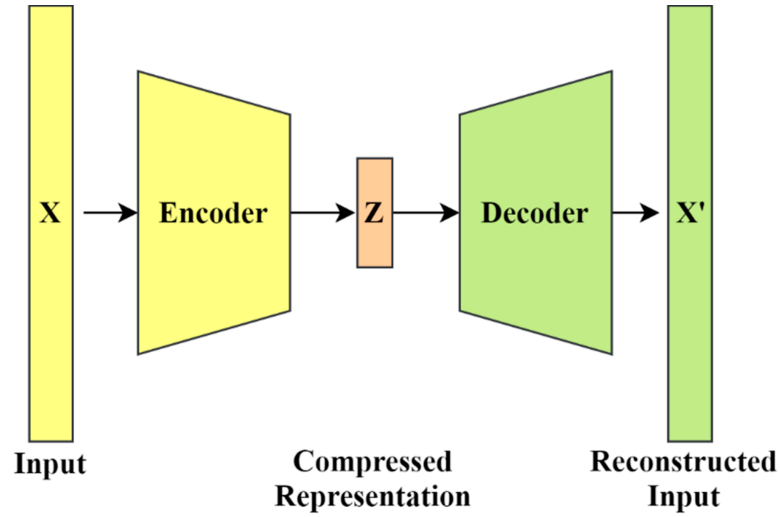 X
Encoder
Z
Decoder
X'
Input
Compressed
Representation
Reconstructed
Input